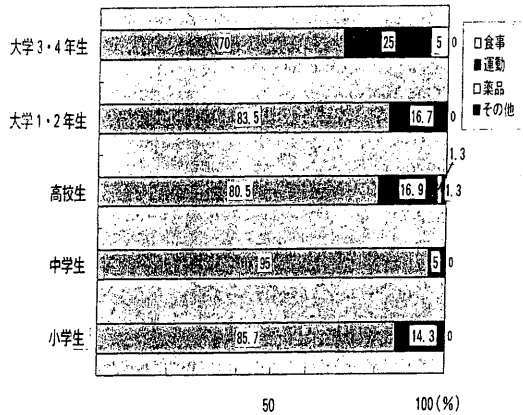 大学3・4年生 70 25 5 0
大学1・2年生 83.5 16.7 0
1.3
高校生 80.5 16.9 1.3
中学生 95 5 0
小学生 85.7 14.3 0
50 100(%)
□食事
■運動
□薬品
■その他